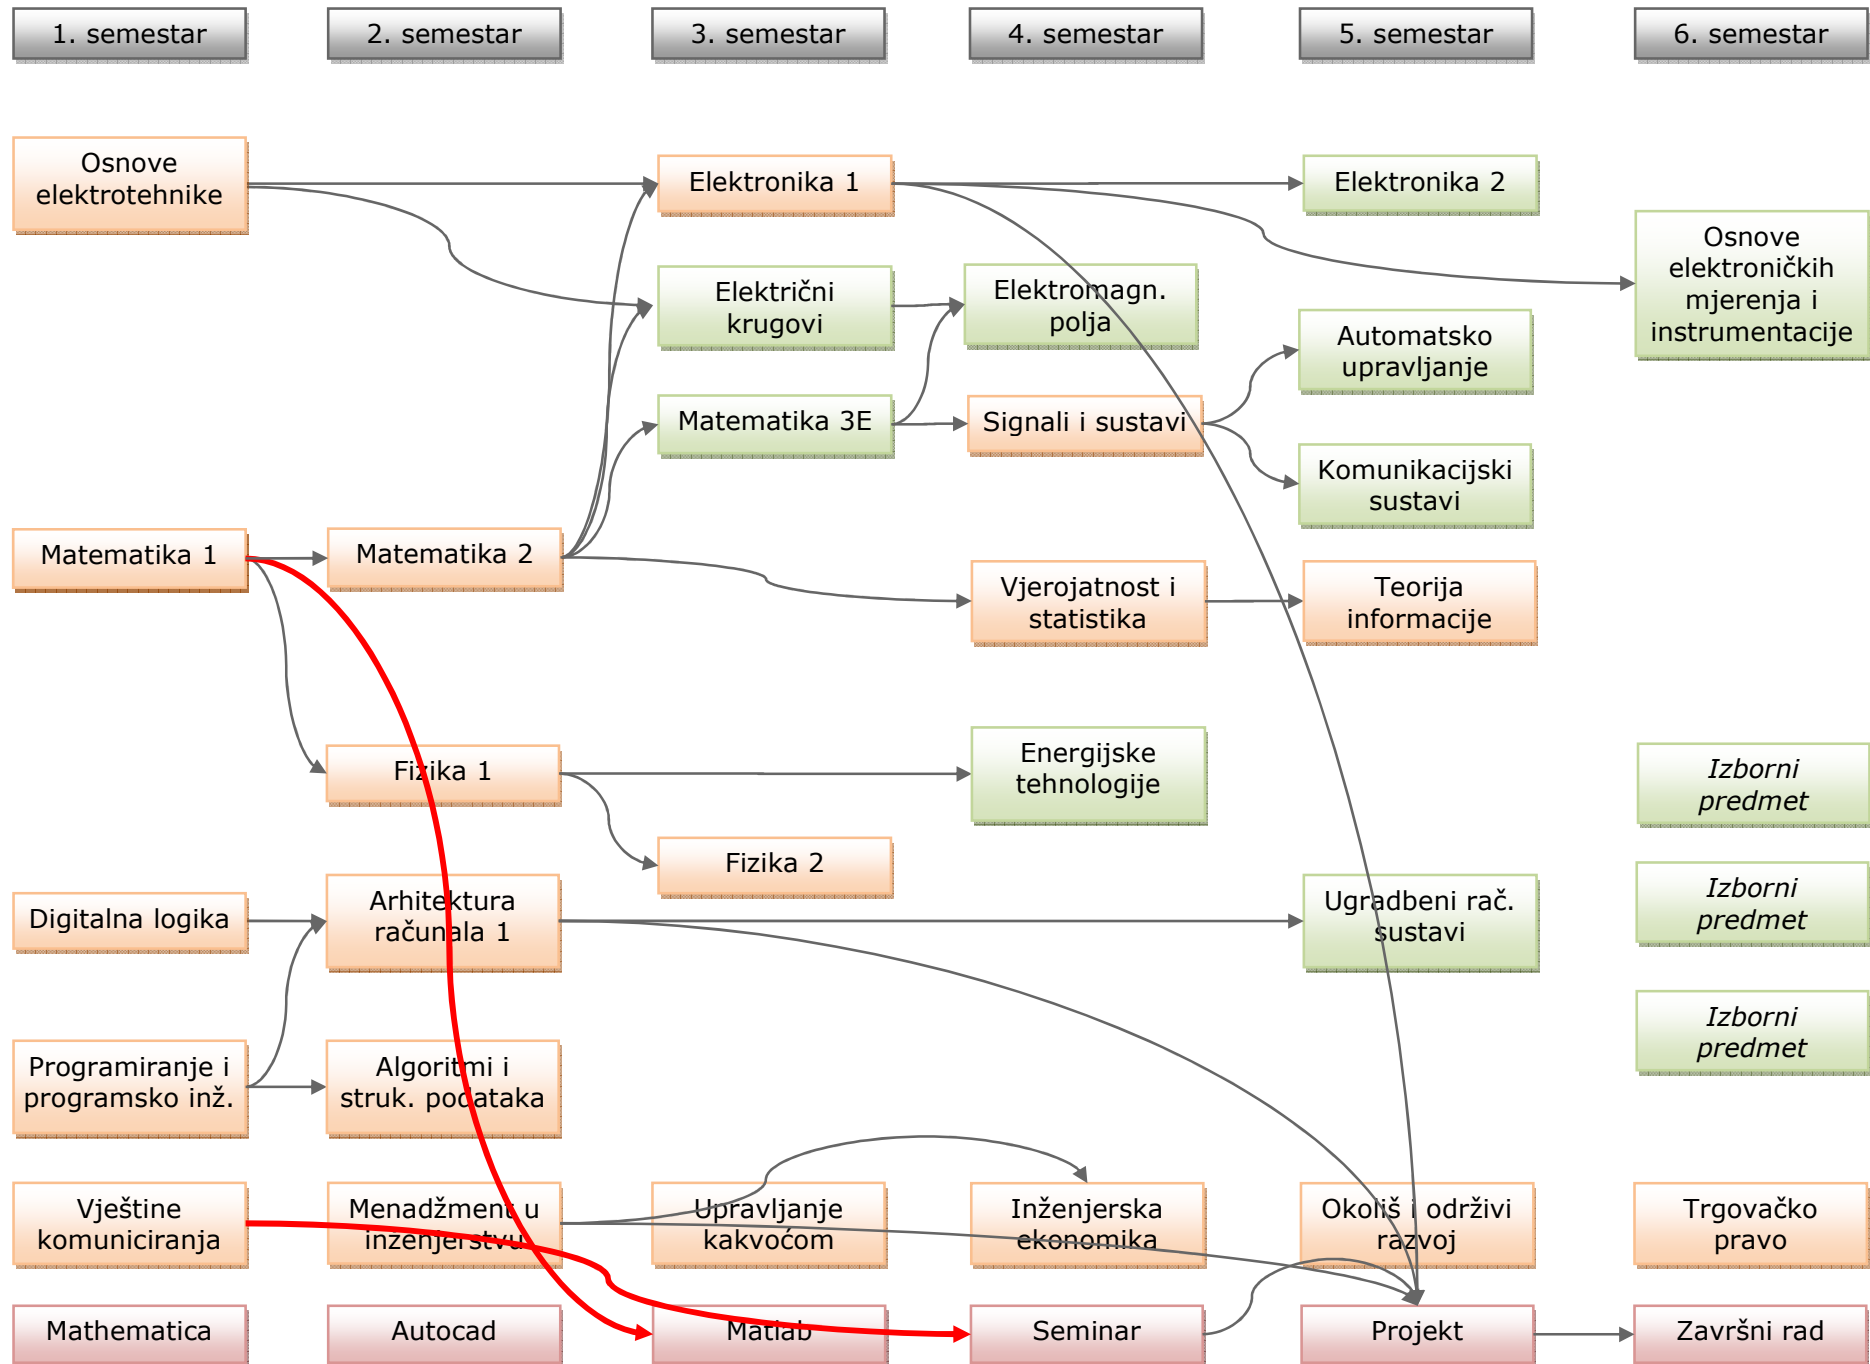 1. semestar
2. semestar
3. semestar
4. semestar
5. semestar
6. semestar
Osnove
elektrotehnike
Elektronika 1
Elektronika 2
Osnove
elektroničkih
mjerenja i
instrumentacije
Električni
krugovi
Elektromagn.
polja
Automatsko
upravljanje
Matematika 3E
Signali i sustavi
Komunikacijski
sustavi
Matematika 1
Matematika 2
Vjerojatnost i
statistika
Teorija
informacije
Fizika 1
Energijske
tehnologije
Izborni
predmet
Fizika 2
Digitalna logika
Arhitektura
računala 1
Ugradbeni rač.
sustavi
Izborni
predmet
Programiranje i
programsko inž.
Algoritmi i
struk. podataka
Izborni
predmet
Vještine
komuniciranja
Menadžment u
inženjerstvu
Upravljanje
kakvoćom
Inženjerska
ekonomika
Okoliš i održivi
razvoj
Trgovačko
pravo
Mathematica
Autocad
Matlab
Seminar
Projekt
Završni rad